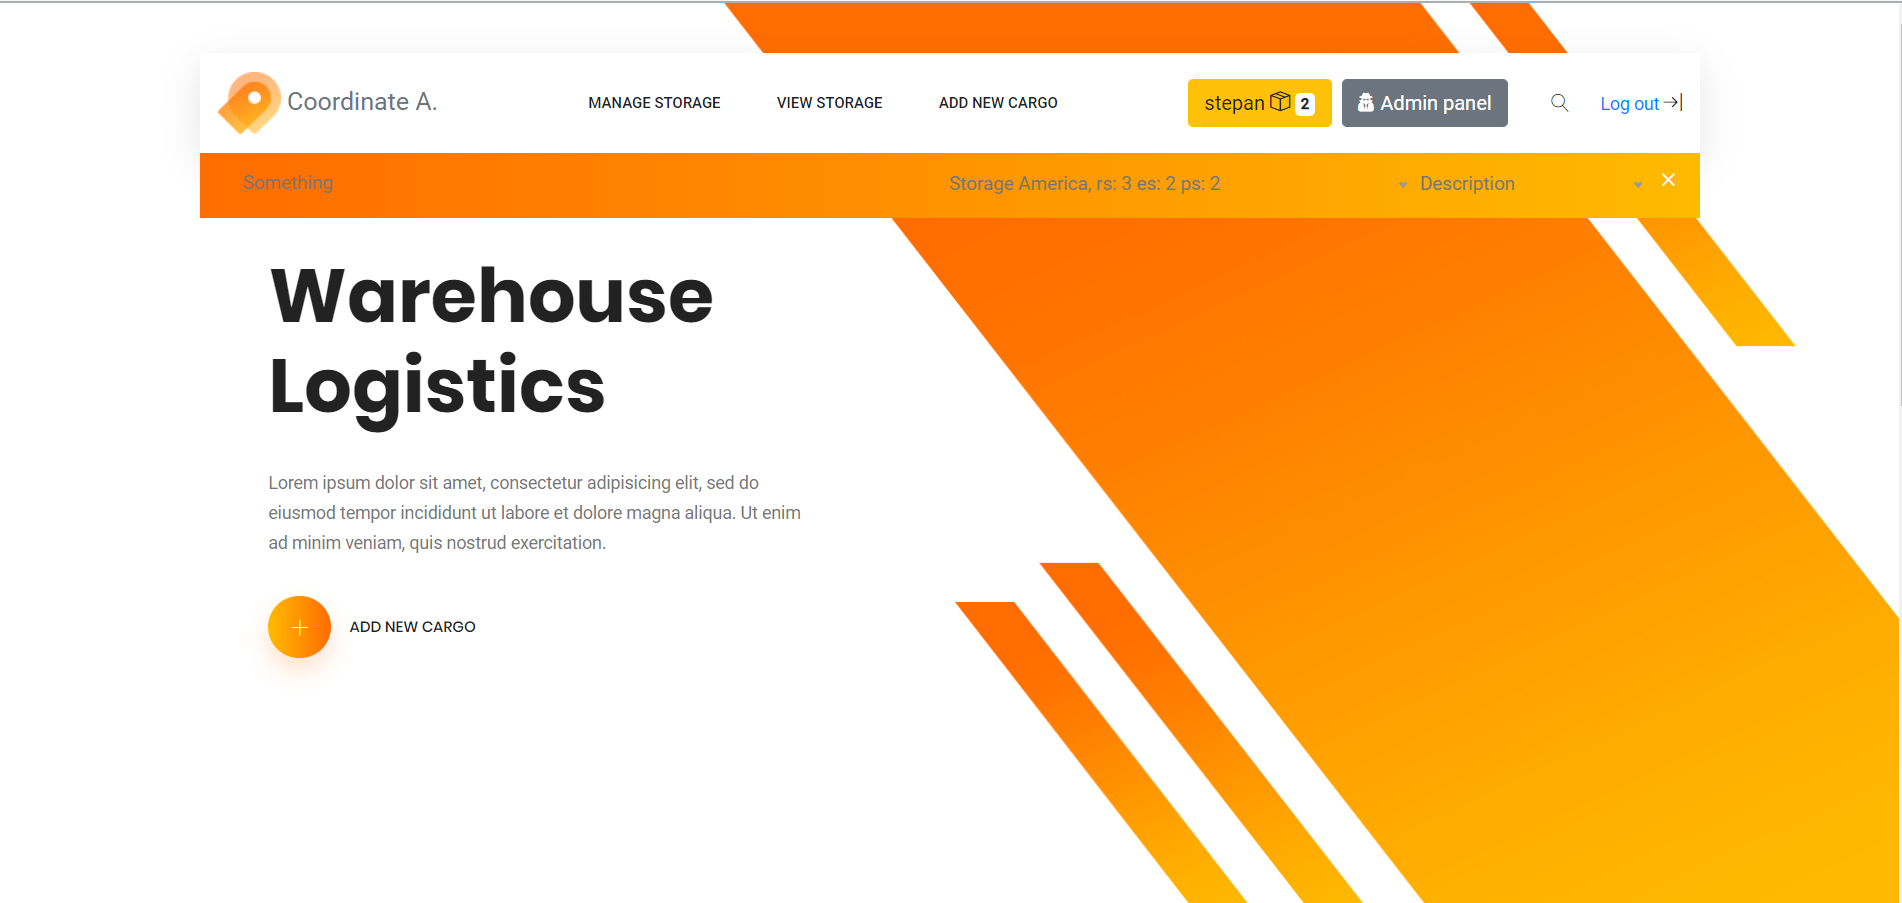 Coordinate A.
MANAGE STORAGE
VIEW STORAGE
ADD NEW CARGO
stepan 2
Admin panel
Log out
Something
Storage America, rs: 3 es: 2 ps: 2
Description
Warehouse
Logistics
Lorem ipsum dolor sit amet, consectetur adipisicing elit, sed do
eiusmod tempor incididunt ut labore et dolore magna aliqua. Ut enim
ad minim veniam, quis nostrud exercitation.
ADD NEW CARGO